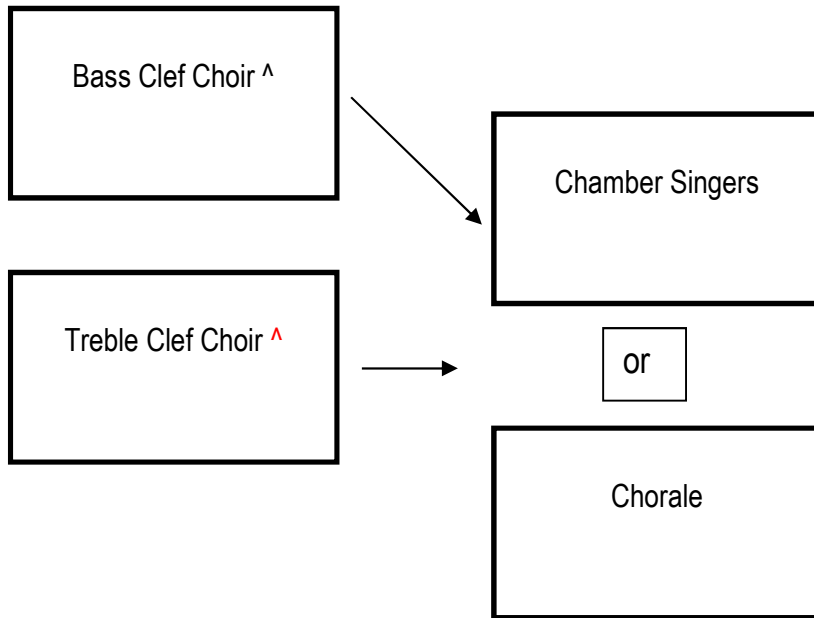 Bass Clef Choir ^
Chamber Singers
Treble Clef Choir ^
or
Chorale